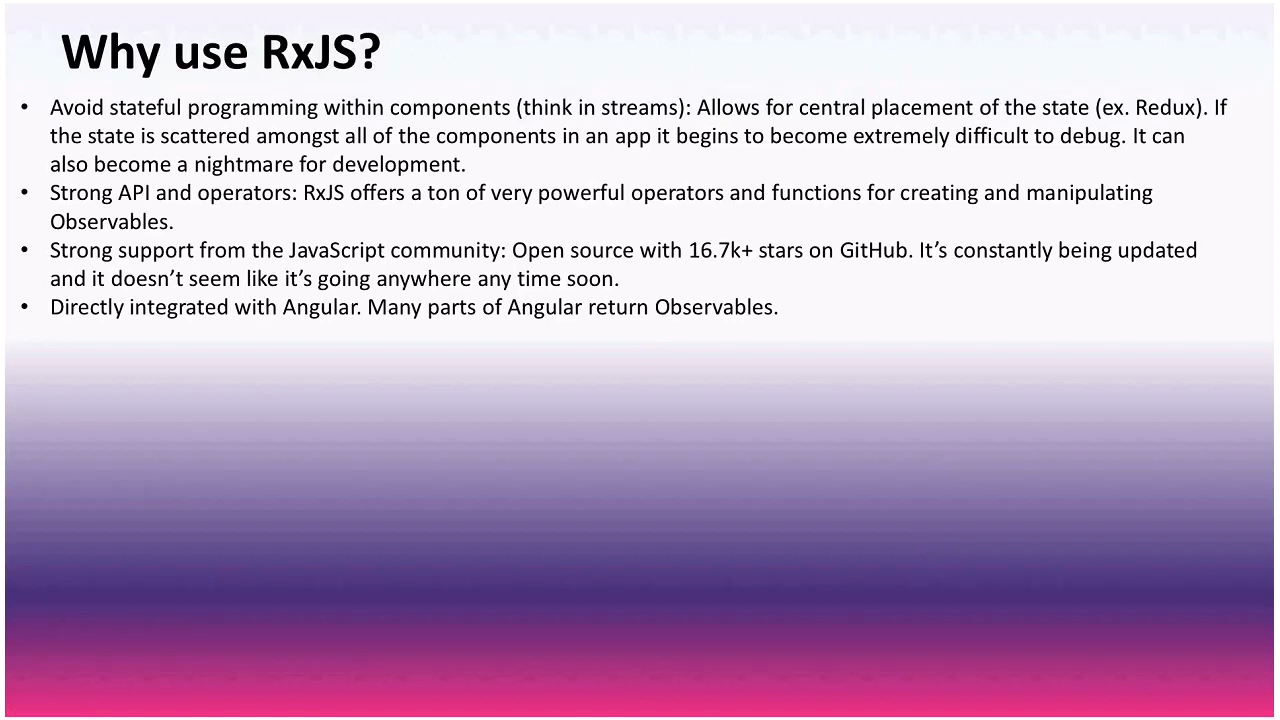 Why use RxJS?
• Avoid stateful programming within components (think in streams): Allows for central placement of the state (ex. Redux). If
the state is scattered amongst all of the components in an app it begins to become extremely difficult to debug. It can
also become a nightmare for development.
• Strong API and operators: RxJS offers a ton of very powerful operators and functions for creating and manipulating
Observables.
• Strong support from the JavaScript community: Open source with 16.7k+ stars on GitHub. It’s constantly being updated
and it doesn’t seem like it’s going anywhere any time soon.
• Directly integrated with Angular. Many parts of Angular return Observables.